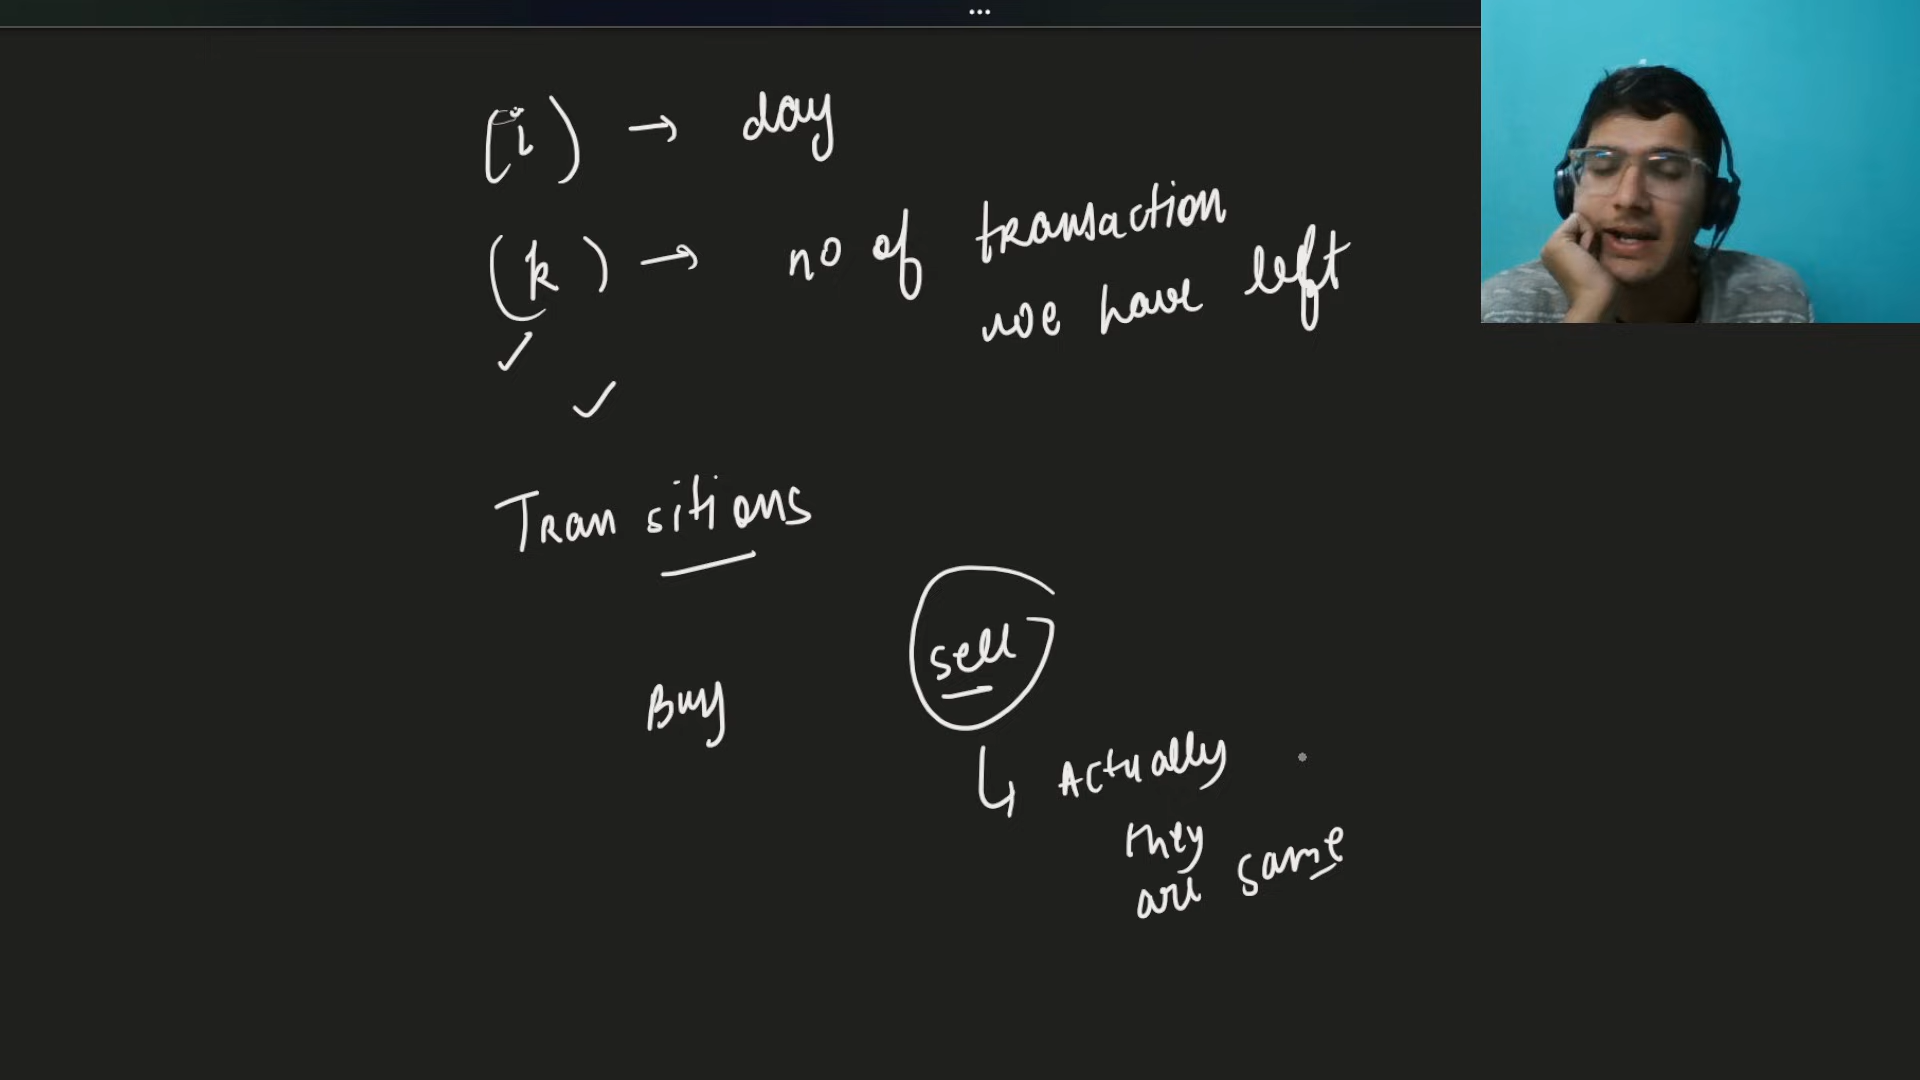 (i) → day
(k) → no of transaction
we have left
Transitions
Buy
sell
↳ Actually
they
are same